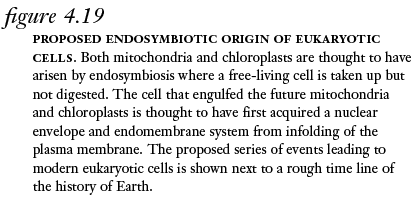 figure 4.19
PROPOSED ENDOSYMBIOTIC ORIGIN OF EUKARYOTIC
CELLS. Both mitochondria and chloroplasts are thought to have
arisen by endosymbiosis where a free-living cell is taken up but
not digested. The cell that engulfed the future mitochondria
and chloroplasts is thought to have first acquired a nuclear
envelope and endomembrane system from infolding of the
plasma membrane. The proposed series of events leading to
modern eukaryotic cells is shown next to a rough time line of
the history of Earth.